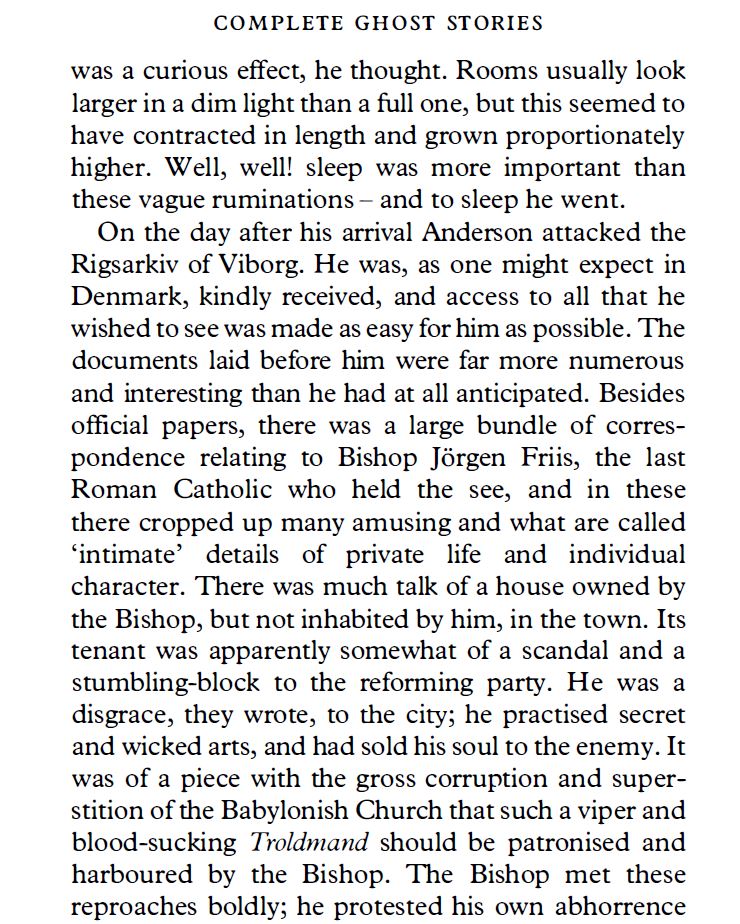 COMPLETE GHOST STORIES
was a curious effect, he thought. Rooms usually look
larger in a dim light than a full one, but this seemed to
have contracted in length and grown proportionately
higher. Well, well! sleep was more important than
these vague ruminations – and to sleep he went.
On the day after his arrival Anderson attacked the
Rigsarkiv of Viborg. He was, as one might expect in
Denmark, kindly received, and access to all that he
wished to see was made as easy for him as possible. The
documents laid before him were far more numerous
and interesting than he had at all anticipated. Besides
official papers, there was a large bundle of corres-
pondence relating to Bishop Jörgen Friis, the last
Roman Catholic who held the see, and in these
there cropped up many amusing and what are called
‘intimate’ details of private life and individual
character. There was much talk of a house owned by
the Bishop, but not inhabited by him, in the town. Its
tenant was apparently somewhat of a scandal and a
stumbling-block to the reforming party. He was a
disgrace, they wrote, to the city; he practised secret
and wicked arts, and had sold his soul to the enemy. It
was of a piece with the gross corruption and super-
stition of the Babylonish Church that such a viper and
blood-sucking Troldmand should be patronised and
harboured by the Bishop. The Bishop met these
reproaches boldly; he protested his own abhorrence